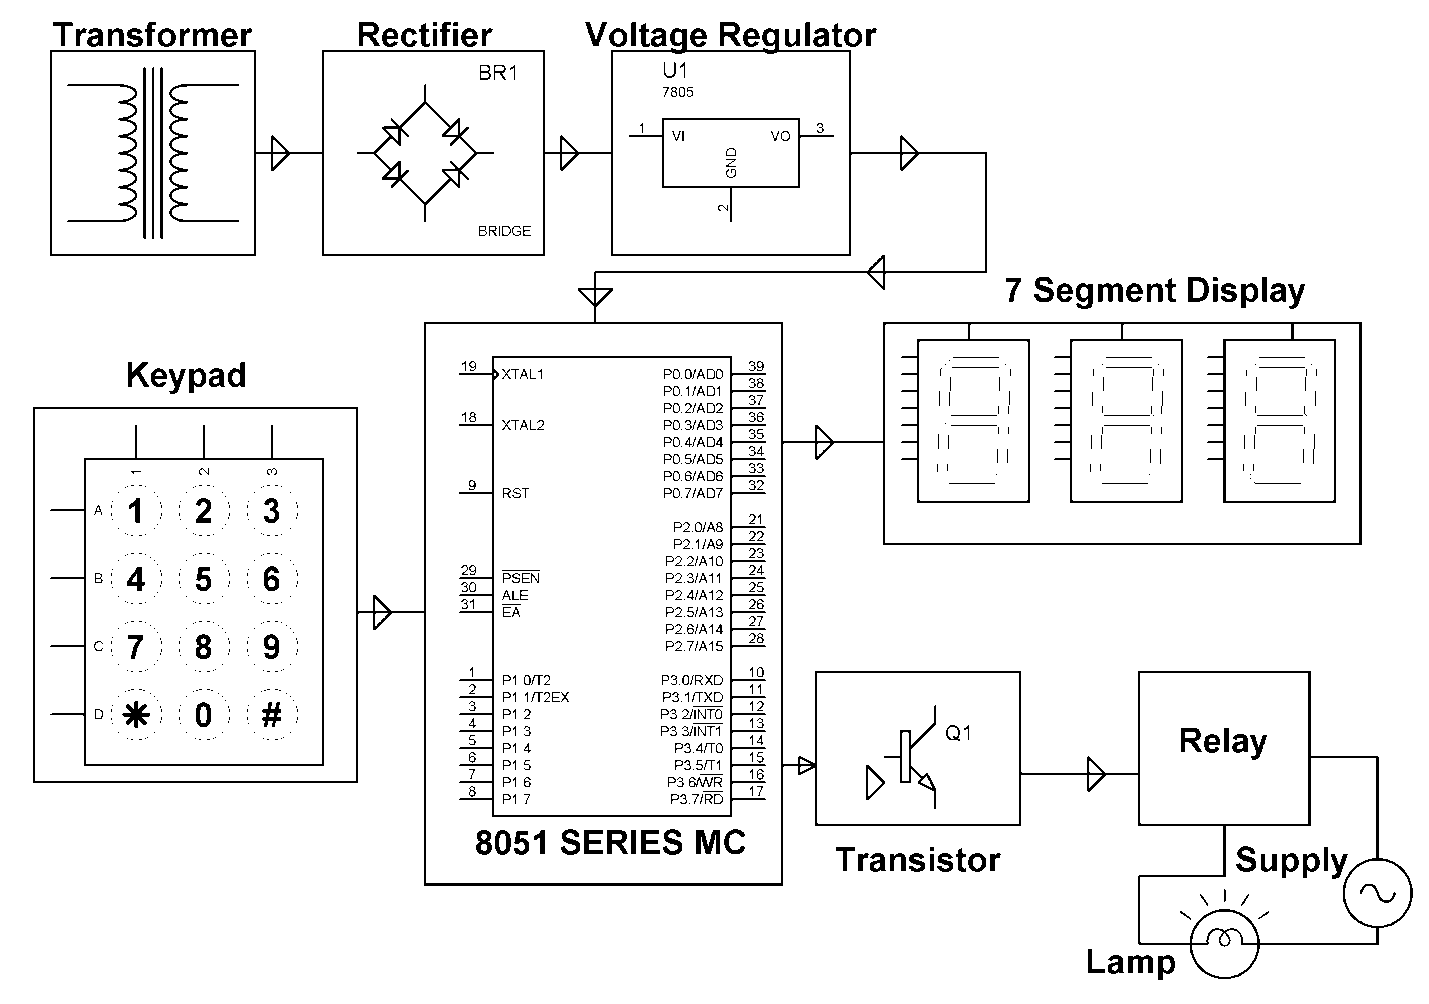 Transformer
Rectifier
Voltage Regulator
BR1
BRIDGE
U1
7805
1
VI
VO
3
GND
2
7 Segment Display
Keypad
1 2 3
A 1 2 3
B 4 5 6
C 7 8 9
D * 0 #
19 XTAL1
18 XTAL2
9 RST
29 PSEN
30 ALE
31 EA
1 P1 0/T2
2 P1 1/T2EX
3 P1 2
4 P1 3
5 P1 4
6 P1 5
7 P1 6
8 P1 7
P0.0/AD0 39
P0.1/AD1 38
P0.2/AD2 37
P0.3/AD3 36
P0.4/AD4 35
P0.5/AD5 34
P0.6/AD6 33
P0.7/AD7 32
P2.0/A8 21
P2.1/A9 22
P2.2/A10 23
P2.3/A11 24
P2.4/A12 25
P2.5/A13 26
P2.6/A14 27
P2.7/A15 28
P3.0/RXD 10
P3.1/TXD 11
P3 2/INT0 12
P3 3/INT1 13
P3.4/T0 14
P3.5/T1 15
P3 6/WR 16
P3.7/RD 17
8051 SERIES MC
Q1
Transistor
Relay
Supply
Lamp